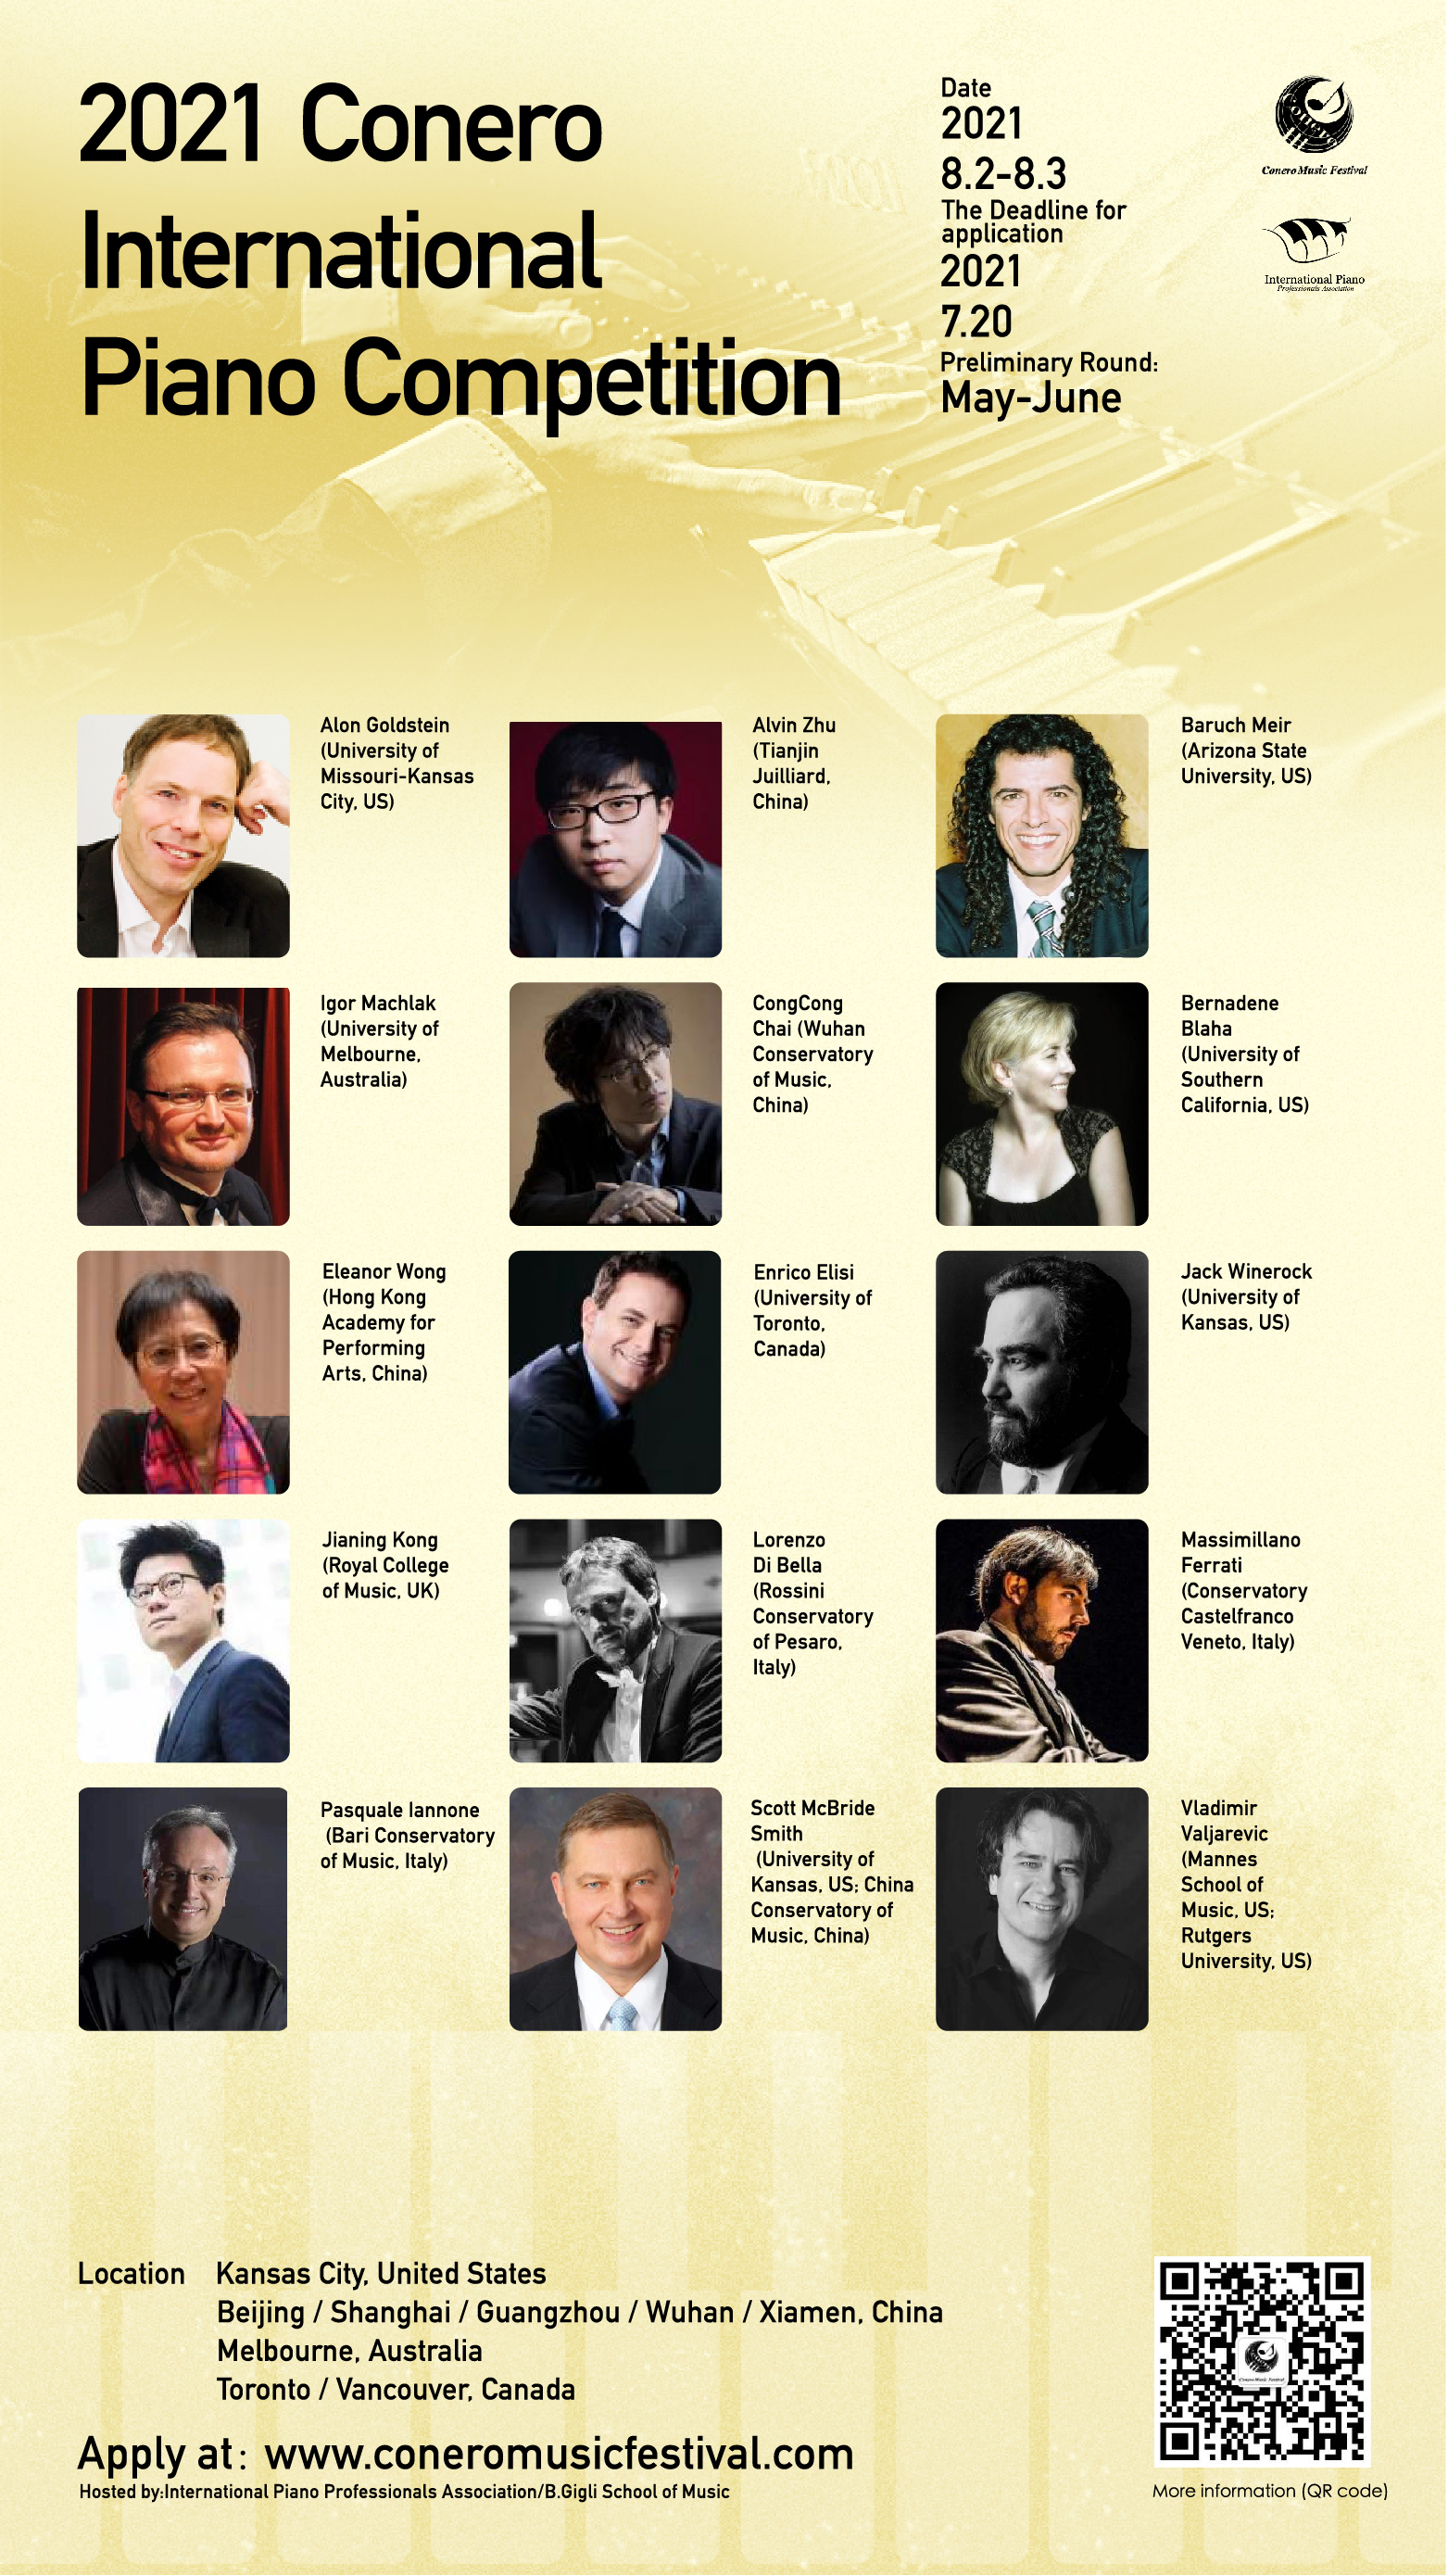 2021 Conero
International
Piano Competition
Date
2021
8.2-8.3
The Deadline for
application
2021
7.20
Preliminary Round:
May-June
Conero
Conero Music Festival
International Piano
Professionals Association
Alon Goldstein
(University of
Missouri-Kansas
City, US)
Alvin Zhu
(Tianjin
Juilliard,
China)
Baruch Meir
(Arizona State
University, US)
Igor Machlak
(University of
Melbourne,
Australia)
CongCong
Chai (Wuhan
Conservatory
of Music,
China)
Bernadene
Blaha
(University of
Southern
California, US)
Eleanor Wong
(Hong Kong
Academy for
Performing
Arts, China)
Enrico Elisi
(University of
Toronto,
Canada)
Jack Winerock
(University of
Kansas, US)
Jianing Kong
(Royal College
of Music, UK)
Lorenzo
Di Bella
(Rossini
Conservatory
of Pesaro,
Italy)
Massimillano
Ferrati
(Conservatory
Castelfranco
Veneto, Italy)
Pasquale Iannone
(Bari Conservatory
of Music, Italy)
Scott McBride
Smith
(University of
Kansas, US; China
Conservatory of
Music, China)
Vladimir
Valjarevic
(Mannes
School of
Music, US;
Rutgers
University, US)
Location Kansas City, United States
Beijing / Shanghai / Guangzhou / Wuhan / Xiamen, China
Melbourne, Australia
Toronto / Vancouver, Canada
Apply at: www.coneromusicfestival.com
Hosted by:International Piano Professionals Association/B.Gigli School of Music
Conero Music Festival
More information (QR code)